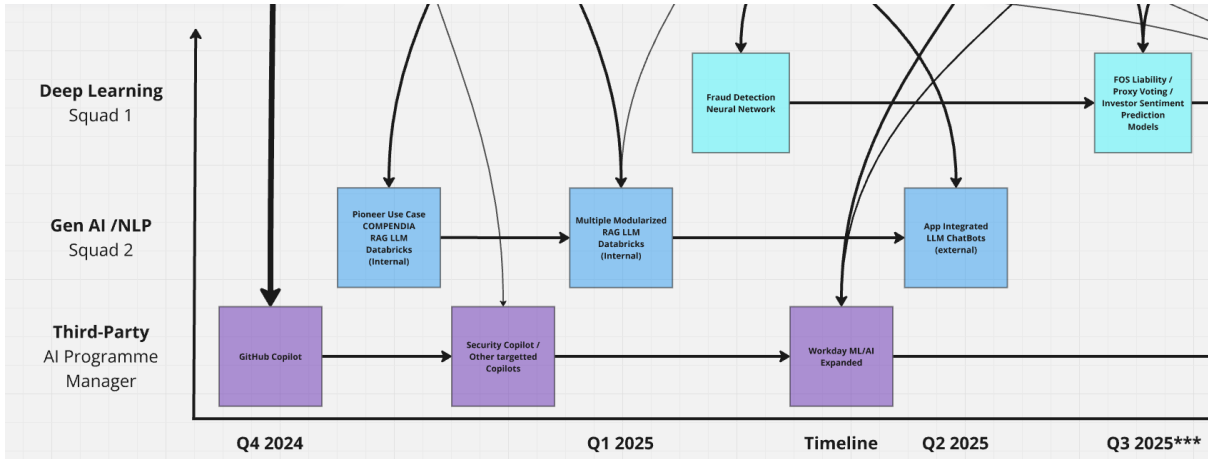 Deep Learning
Squad 1
Fraud Detection
Neural Network
FOS Liability /
Proxy Voting /
Investor Sentiment
Prediction
Models
Gen AI /NLP
Squad 2
Pioneer Use Case
COMPENDIA
RAG LLM
Databricks
(Internal)
Multiple Modularized
RAG LLM
Databricks
(Internal)
App Integrated
LLM ChatBots
(external)
Third-Party
AI Programme
Manager
GitHub Copilot
Security Copilot /
Other targetted
Copilots
Workday ML/AI
Expanded
Q4 2024
Q1 2025
Timeline
Q2 2025
Q3 2025***